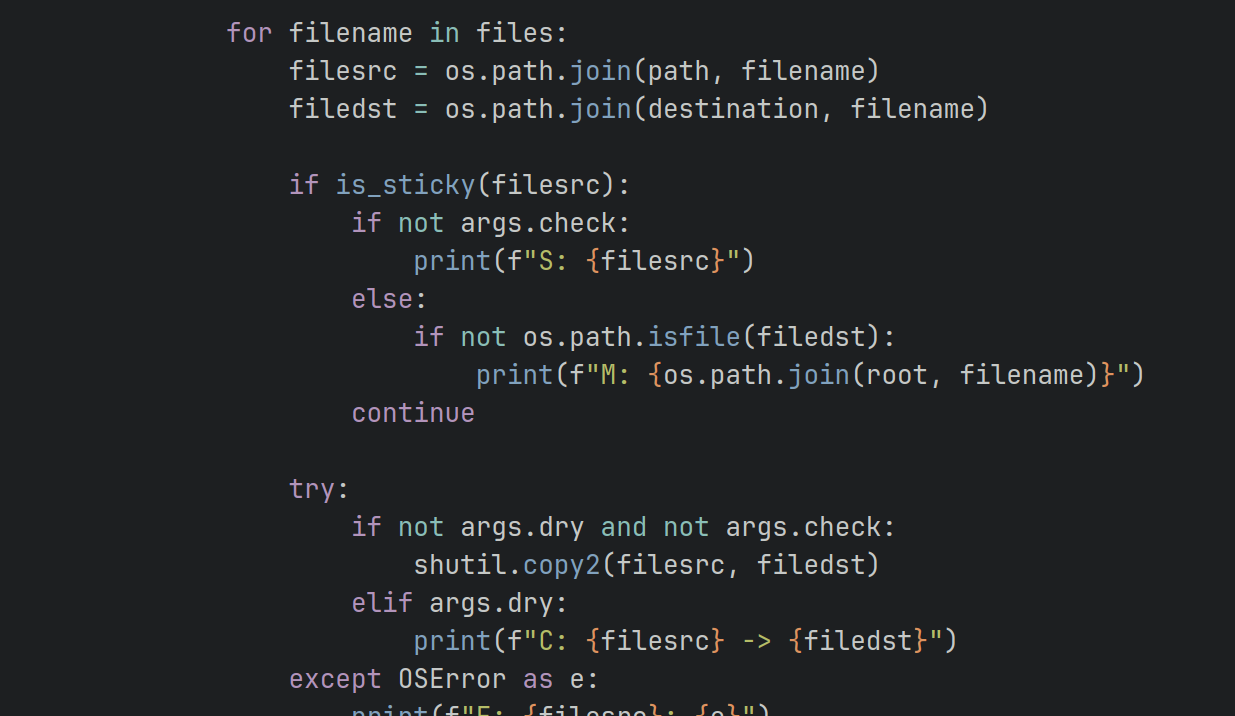 for filename in files:
    filesrc = os.path.join(path, filename)
    filedst = os.path.join(destination, filename)

    if is_sticky(filesrc):
        if not args.check:
            print(f"S: {filesrc}")
        else:
            if not os.path.isfile(filedst):
                print(f"M: {os.path.join(root, filename)}")
        continue

    try:
        if not args.dry and not args.check:
            shutil.copy2(filesrc, filedst)
        elif args.dry:
            print(f"C: {filesrc} -> {filedst}")
    except OSError as e:
        print(f"E: {filesrc}: {e}")